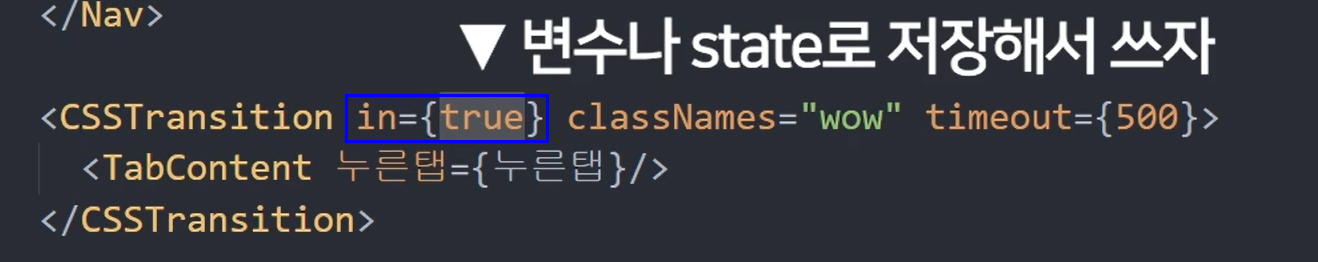 </Nav>
▼ 변수나 state로 저장해서 쓰자
<CSSTransition in={true} classNames="wow" timeout={500}>
<TabContent 누른탭={누른탭}/>
</CSSTransition>